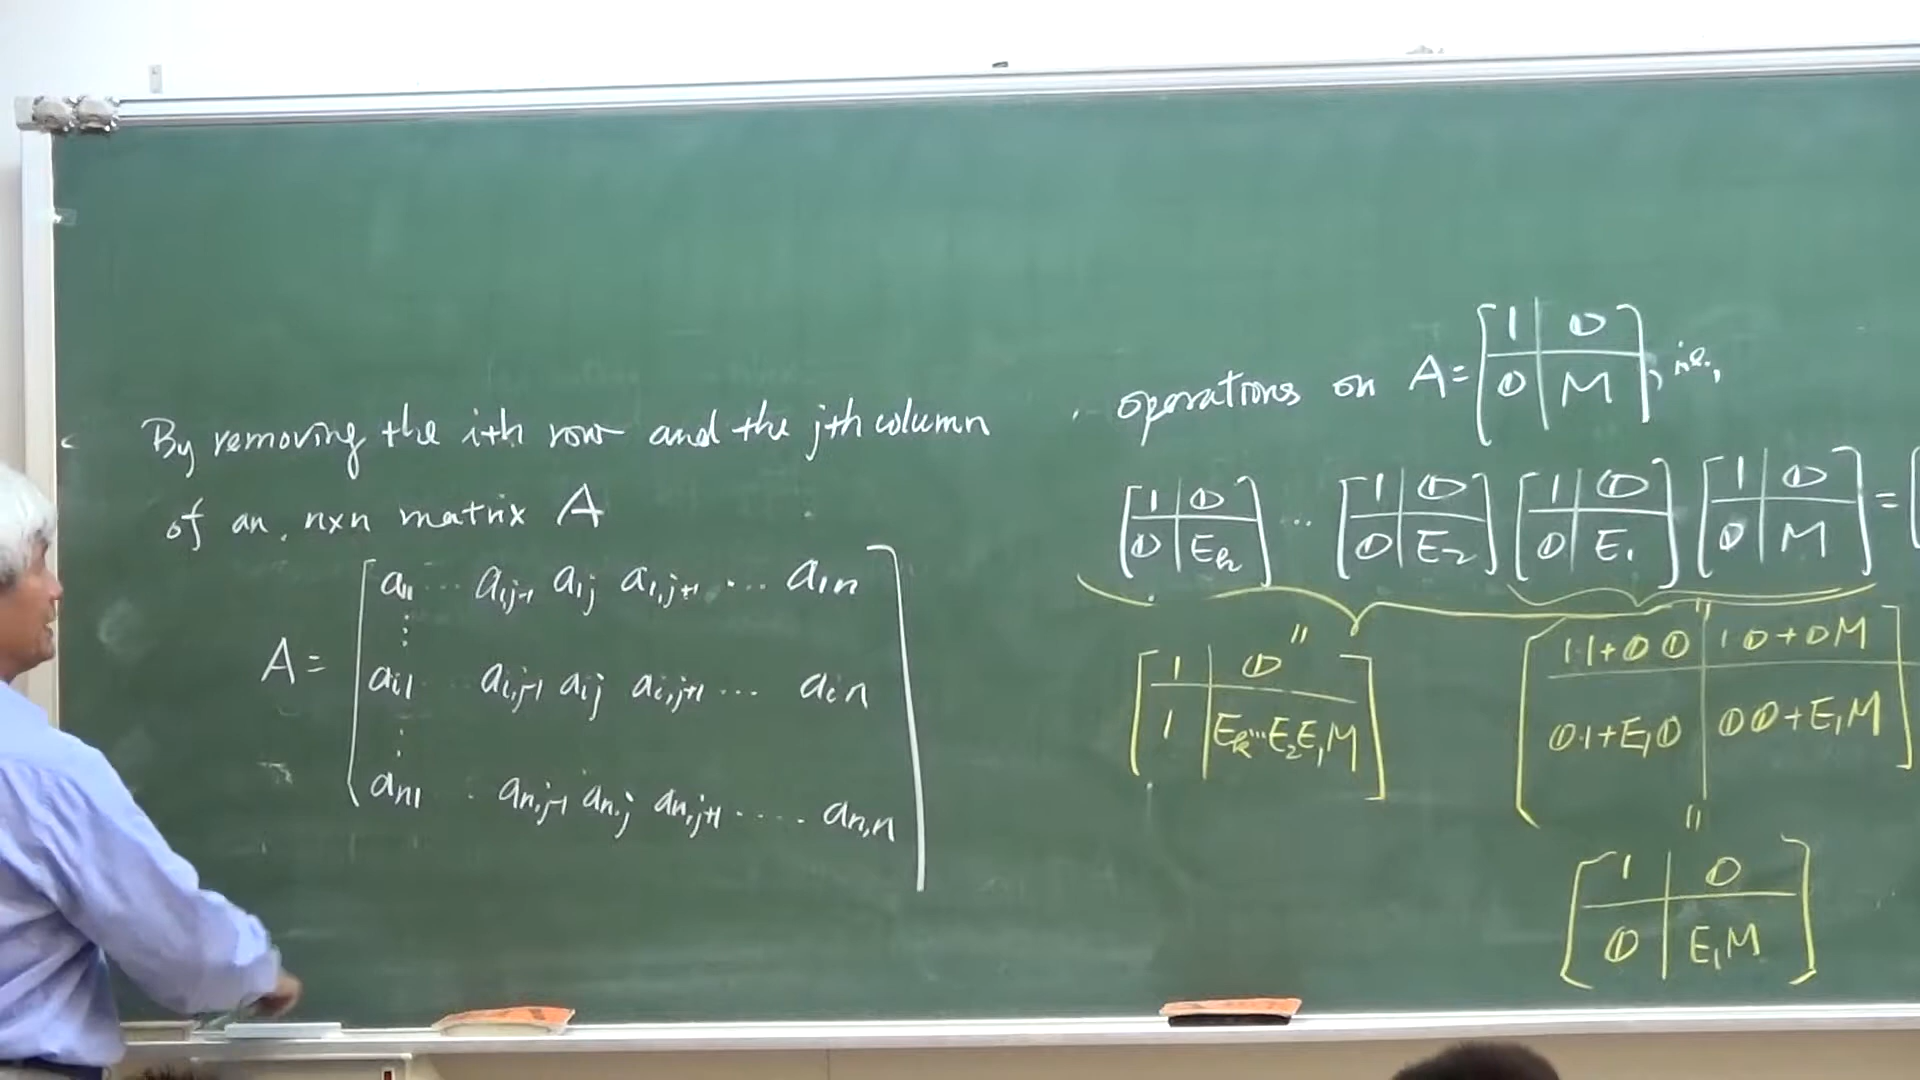 By removing the ith row and the jth column
of an n×n matrix A
A = [ a11 ... a1,j-1 a1j a1,j+1 ... a1n
⋮
ai1 ... ai,j-1 aij ai,j+1 ... ain
⋮
an1 . an,j-1 an,j an,j+1 .... an,n ]
operations on A = [ 1 | 0 ; 0 | M ], i.e.,
[ 1 | 0 ; 0 | Ek ] ... [ 1 | 0 ; 0 | E2 ] [ 1 | 0 ; 0 | E1 ] [ 1 | 0 ; 0 | M ] = [
"
[ 1 | 0 ; 1 | Ek...E2E1M ]
"
[ 1·1+0 0 | 1 0+0M ; 0·1+E10 | 0 0+E1M ]
"
[ 1 | 0 ; 0 | E1M ]